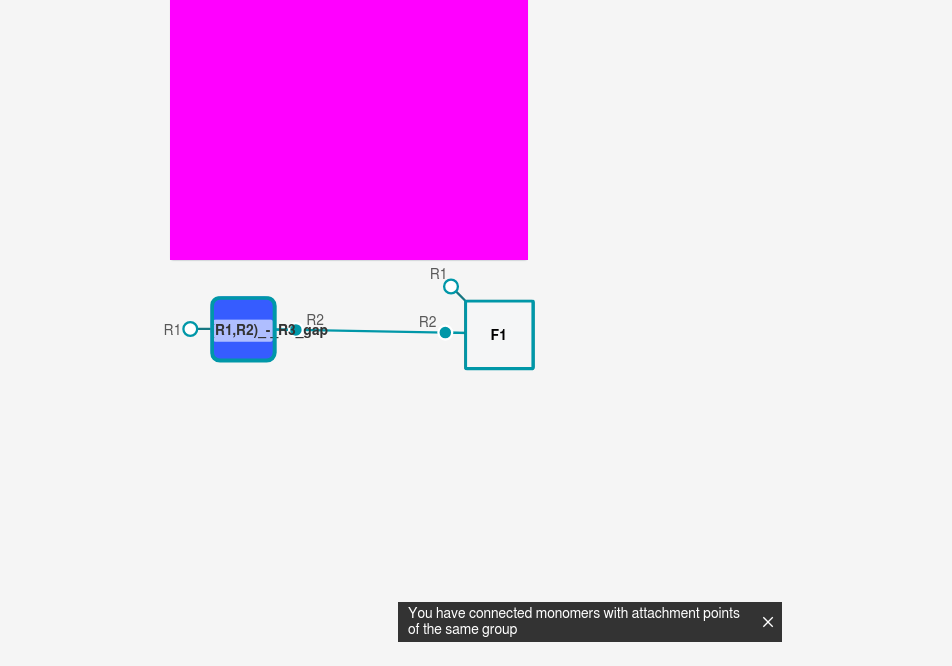 R1
R1
R1,R2)_-_R3_gap
R2
R2
F1
You have connected monomers with attachment points
of the same group